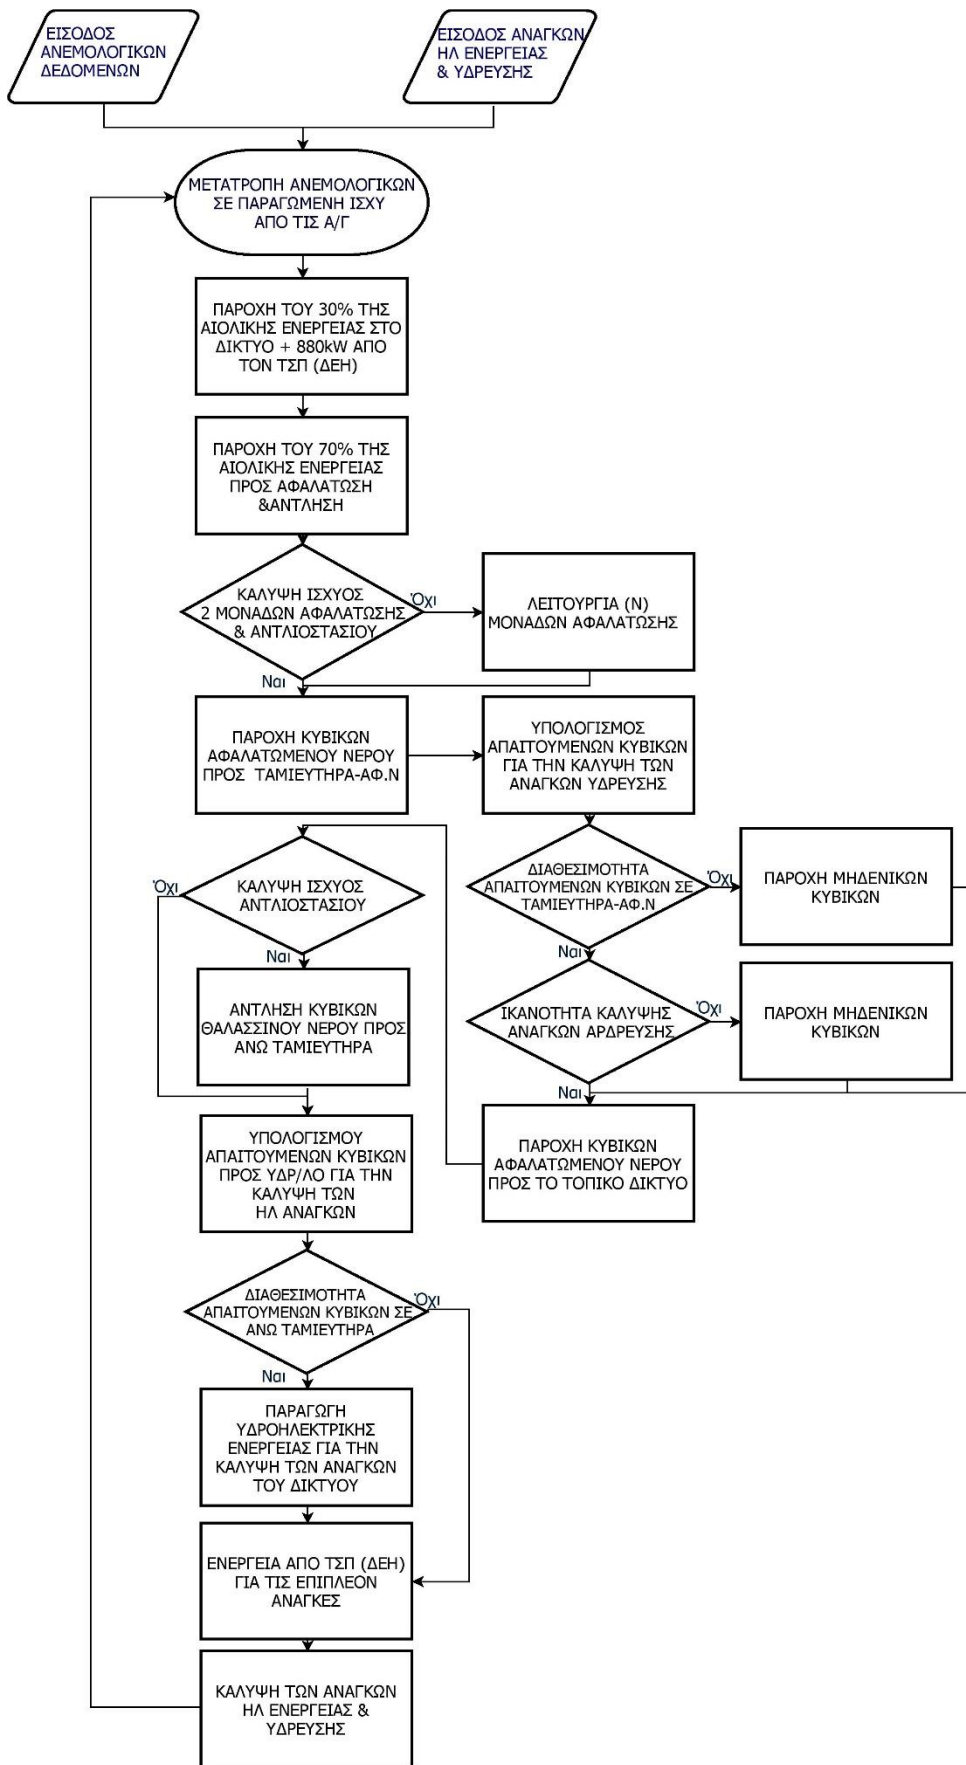 ΕΙΣΟΔΟΣ
ΑΝΕΜΟΛΟΓΙΚΩΝ
ΔΕΔΟΜΕΝΩΝ
ΕΙΣΟΔΟΣ ΑΝΑΓΚΩΝ
ΗΛ ΕΝΕΡΓΕΙΑΣ
& ΥΔΡΕΥΣΗΣ
ΜΕΤΑΤΡΟΠΗ ΑΝΕΜΟΛΟΓΙΚΩΝ
ΣΕ ΠΑΡΑΓΩΜΕΝΗ ΙΣΧΥ
ΑΠΟ ΤΙΣ Α/Γ
ΠΑΡΟΧΗ ΤΟΥ 30% ΤΗΣ
ΑΙΟΛΙΚΗΣ ΕΝΕΡΓΕΙΑΣ ΣΤΟ
ΔΙΚΤΥΟ + 880kW ΑΠΟ
ΤΟΝ ΤΣΠ (ΔΕΗ)
ΠΑΡΟΧΗ ΤΟΥ 70% ΤΗΣ
ΑΙΟΛΙΚΗΣ ΕΝΕΡΓΕΙΑΣ
ΠΡΟΣ ΑΦΑΛΑΤΩΣΗ
&ΑΝΤΛΗΣΗ
ΚΑΛΥΨΗ ΙΣΧΥΟΣ
2 ΜΟΝΑΔΩΝ ΑΦΑΛΑΤΩΣΗΣ
& ΑΝΤΛΙΟΣΤΑΣΙΟΥ
Όχι
ΛΕΙΤΟΥΡΓΙΑ (Ν)
ΜΟΝΑΔΩΝ ΑΦΑΛΑΤΩΣΗΣ
Ναι
ΠΑΡΟΧΗ ΚΥΒΙΚΩΝ
ΑΦΑΛΑΤΩΜΕΝΟΥ ΝΕΡΟΥ
ΠΡΟΣ ΤΑΜΙΕΥΤΗΡΑ-ΑΦ.Ν
ΥΠΟΛΟΓΙΣΜΟΣ
ΑΠΑΙΤΟΥΜΕΝΩΝ ΚΥΒΙΚΩΝ
ΓΙΑ ΤΗΝ ΚΑΛΥΨΗ ΤΩΝ
ΑΝΑΓΚΩΝ ΥΔΡΕΥΣΗΣ
ΔΙΑΘΕΣΙΜΟΤΗΤΑ
ΑΠΑΙΤΟΥΜΕΝΩΝ ΚΥΒΙΚΩΝ ΣΕ
ΤΑΜΙΕΥΤΗΡΑ-ΑΦ.Ν
Όχι
ΠΑΡΟΧΗ ΜΗΔΕΝΙΚΩΝ
ΚΥΒΙΚΩΝ
Ναι
ΙΚΑΝΟΤΗΤΑ ΚΑΛΥΨΗΣ
ΑΝΑΓΚΩΝ ΑΡΔΡΕΥΣΗΣ
Όχι
ΠΑΡΟΧΗ ΜΗΔΕΝΙΚΩΝ
ΚΥΒΙΚΩΝ
Ναι
ΠΑΡΟΧΗ ΚΥΒΙΚΩΝ
ΑΦΑΛΑΤΩΜΕΝΟΥ ΝΕΡΟΥ
ΠΡΟΣ ΤΟ ΤΟΠΙΚΟ ΔΙΚΤΥΟ
Όχι
ΚΑΛΥΨΗ ΙΣΧΥΟΣ
ΑΝΤΛΙΟΣΤΑΣΙΟΥ
Ναι
ΑΝΤΛΗΣΗ ΚΥΒΙΚΩΝ
ΘΑΛΑΣΣΙΝΟΥ ΝΕΡΟΥ ΠΡΟΣ
ΑΝΩ ΤΑΜΙΕΥΤΗΡΑ
ΥΠΟΛΟΓΙΣΜΟΥ
ΑΠΑΙΤΟΥΜΕΝΩΝ ΚΥΒΙΚΩΝ
ΠΡΟΣ ΥΔΡ/ΛΟ ΓΙΑ ΤΗΝ
ΚΑΛΥΨΗ ΤΩΝ
ΗΛ ΑΝΑΓΚΩΝ
ΔΙΑΘΕΣΙΜΟΤΗΤΑ
ΑΠΑΙΤΟΥΜΕΝΩΝ ΚΥΒΙΚΩΝ ΣΕ
ΑΝΩ ΤΑΜΙΕΥΤΗΡΑ
Όχι
Ναι
ΠΑΡΑΓΩΓΗ
ΥΔΡΟΗΛΕΚΤΡΙΚΗΣ
ΕΝΕΡΓΕΙΑΣ ΓΙΑ ΤΗΝ
ΚΑΛΥΨΗ ΤΩΝ ΑΝΑΓΚΩΝ
ΤΟΥ ΔΙΚΤΥΟΥ
ΕΝΕΡΓΕΙΑ ΑΠΟ ΤΣΠ (ΔΕΗ)
ΓΙΑ ΤΙΣ ΕΠΙΠΛΕΟΝ
ΑΝΑΓΚΕΣ
ΚΑΛΥΨΗ ΤΩΝ ΑΝΑΓΚΩΝ
ΗΛ ΕΝΕΡΓΕΙΑΣ &
ΥΔΡΕΥΣΗΣ